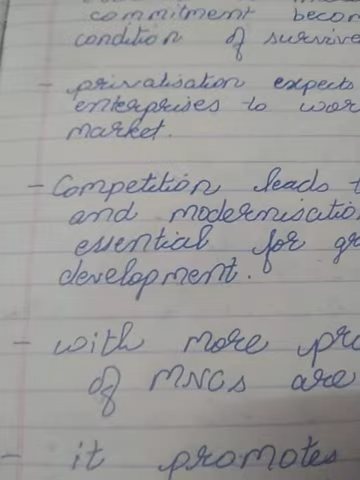 commitment
condition of
- privatisation expects
enterprises to
market.
- Competition leads
and
essential for
development.
- with more
of MNCs are
- it promotes